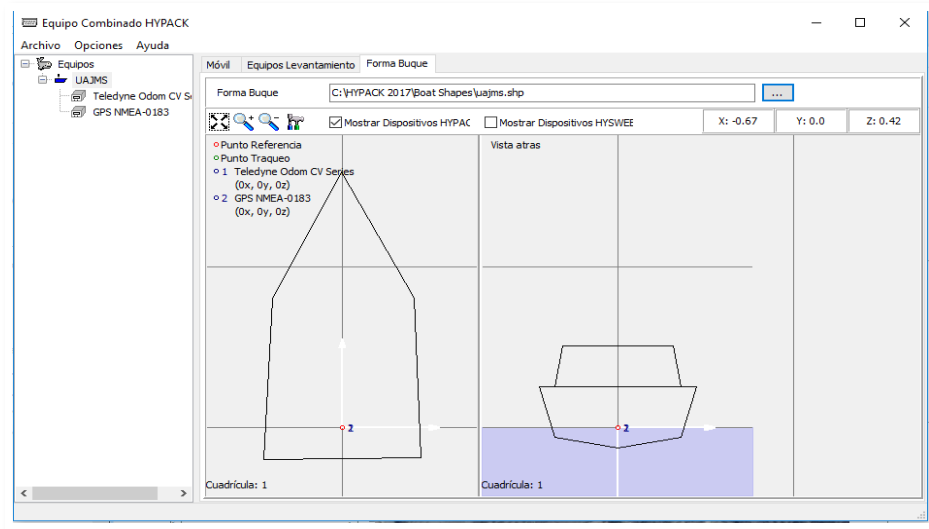 Equipo Combinado HYPACK
Archivo Opciones Ayuda
Equipos
UAJMS
Teledyne Odom CV Se
GPS NMEA-0183
Móvil Equipos Levantamiento Forma Buque
Forma Buque C:\HYPACK 2017\Boat Shapes\uajms.shp ...
Mostrar Dispositivos HYPAC Mostrar Dispositivos HYSWEE X: -0.67 Y: 0.0 Z: 0.42
Punto Referencia
Punto Traqueo
1 Teledyne Odom CV Series
(0x, 0y, 0z)
2 GPS NMEA-0183
(0x, 0y, 0z)
2
Cuadrícula: 1
Vista atras
2
Cuadrícula: 1